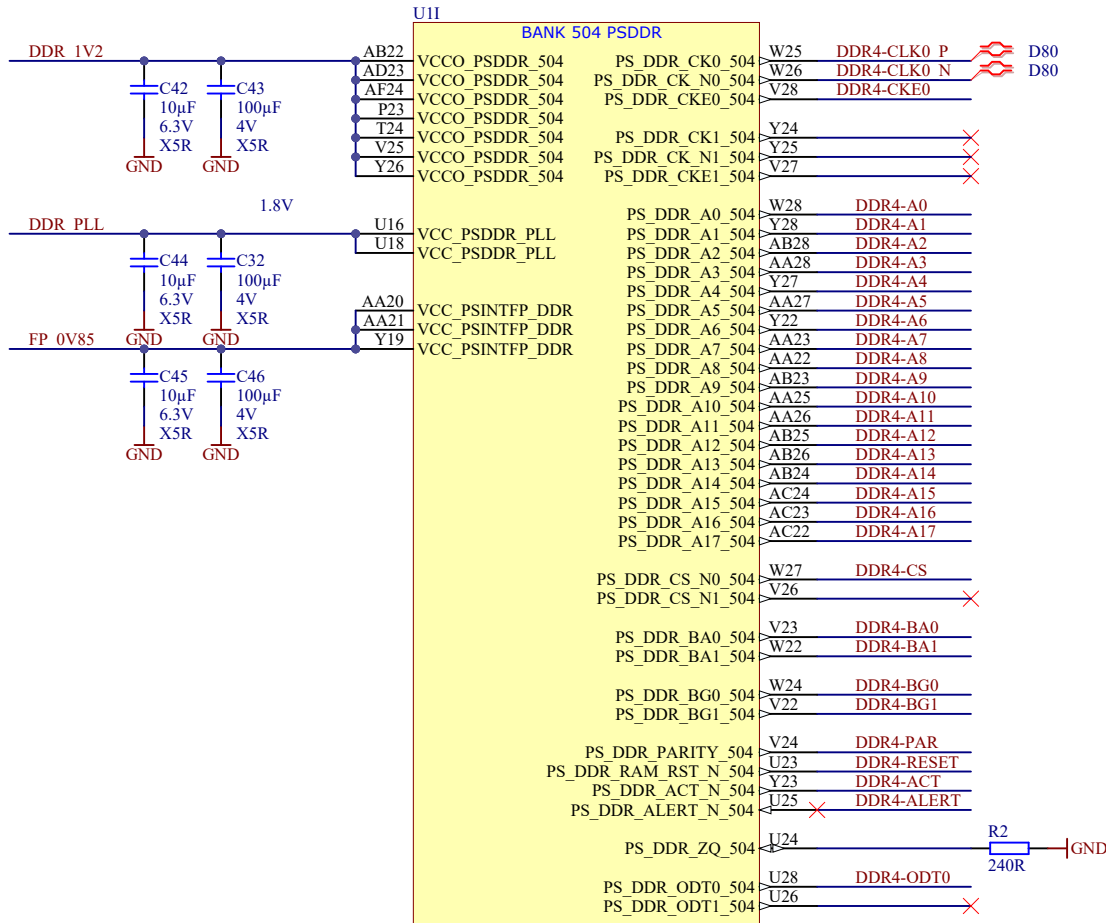 U1I
BANK 504 PSDDR
DDR_1V2
AB22 VCCO_PSDDR_504
AD23 VCCO_PSDDR_504
AF24 VCCO_PSDDR_504
P23 VCCO_PSDDR_504
T24 VCCO_PSDDR_504
V25 VCCO_PSDDR_504
Y26 VCCO_PSDDR_504
C42
10µF
6.3V
X5R
GND
C43
100µF
4V
X5R
GND
1.8V
DDR_PLL
U16 VCC_PSDDR_PLL
U18 VCC_PSDDR_PLL
C44
10µF
6.3V
X5R
GND
C32
100µF
4V
X5R
GND
AA20 VCC_PSINTFP_DDR
AA21 VCC_PSINTFP_DDR
FP_0V85
Y19 VCC_PSINTFP_DDR
C45
10µF
6.3V
X5R
GND
C46
100µF
4V
X5R
GND
PS_DDR_CK0_504 W25 DDR4-CLK0_P D80
PS_DDR_CK_N0_504 W26 DDR4-CLK0_N D80
PS_DDR_CKE0_504 V28 DDR4-CKE0
PS_DDR_CK1_504 Y24
PS_DDR_CK_N1_504 Y25
PS_DDR_CKE1_504 V27
PS_DDR_A0_504 W28 DDR4-A0
PS_DDR_A1_504 Y28 DDR4-A1
PS_DDR_A2_504 AB28 DDR4-A2
PS_DDR_A3_504 AA28 DDR4-A3
PS_DDR_A4_504 Y27 DDR4-A4
PS_DDR_A5_504 AA27 DDR4-A5
PS_DDR_A6_504 Y22 DDR4-A6
PS_DDR_A7_504 AA23 DDR4-A7
PS_DDR_A8_504 AA22 DDR4-A8
PS_DDR_A9_504 AB23 DDR4-A9
PS_DDR_A10_504 AA25 DDR4-A10
PS_DDR_A11_504 AA26 DDR4-A11
PS_DDR_A12_504 AB25 DDR4-A12
PS_DDR_A13_504 AB26 DDR4-A13
PS_DDR_A14_504 AB24 DDR4-A14
PS_DDR_A15_504 AC24 DDR4-A15
PS_DDR_A16_504 AC23 DDR4-A16
PS_DDR_A17_504 AC22 DDR4-A17
PS_DDR_CS_N0_504 W27 DDR4-CS
PS_DDR_CS_N1_504 V26
PS_DDR_BA0_504 V23 DDR4-BA0
PS_DDR_BA1_504 W22 DDR4-BA1
PS_DDR_BG0_504 W24 DDR4-BG0
PS_DDR_BG1_504 V22 DDR4-BG1
PS_DDR_PARITY_504 V24 DDR4-PAR
PS_DDR_RAM_RST_N_504 U23 DDR4-RESET
PS_DDR_ACT_N_504 Y23 DDR4-ACT
PS_DDR_ALERT_N_504 U25 DDR4-ALERT
PS_DDR_ZQ_504 U24
R2
240R
GND
PS_DDR_ODT0_504 U28 DDR4-ODT0
PS_DDR_ODT1_504 U26